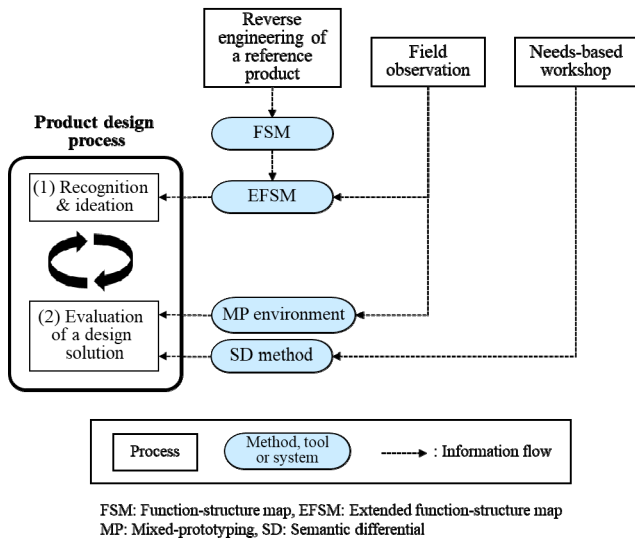 Reverse
engineering of
a reference
product
Field
observation
Needs-based
workshop
Product design
process
FSM
(1) Recognition
& ideation
EFSM
(2) Evaluation
of a design
solution
MP environment
SD method
Process
Method, tool
or system
: Information flow
FSM: Function-structure map, EFSM: Extended function-structure map
MP: Mixed-prototyping, SD: Semantic differential